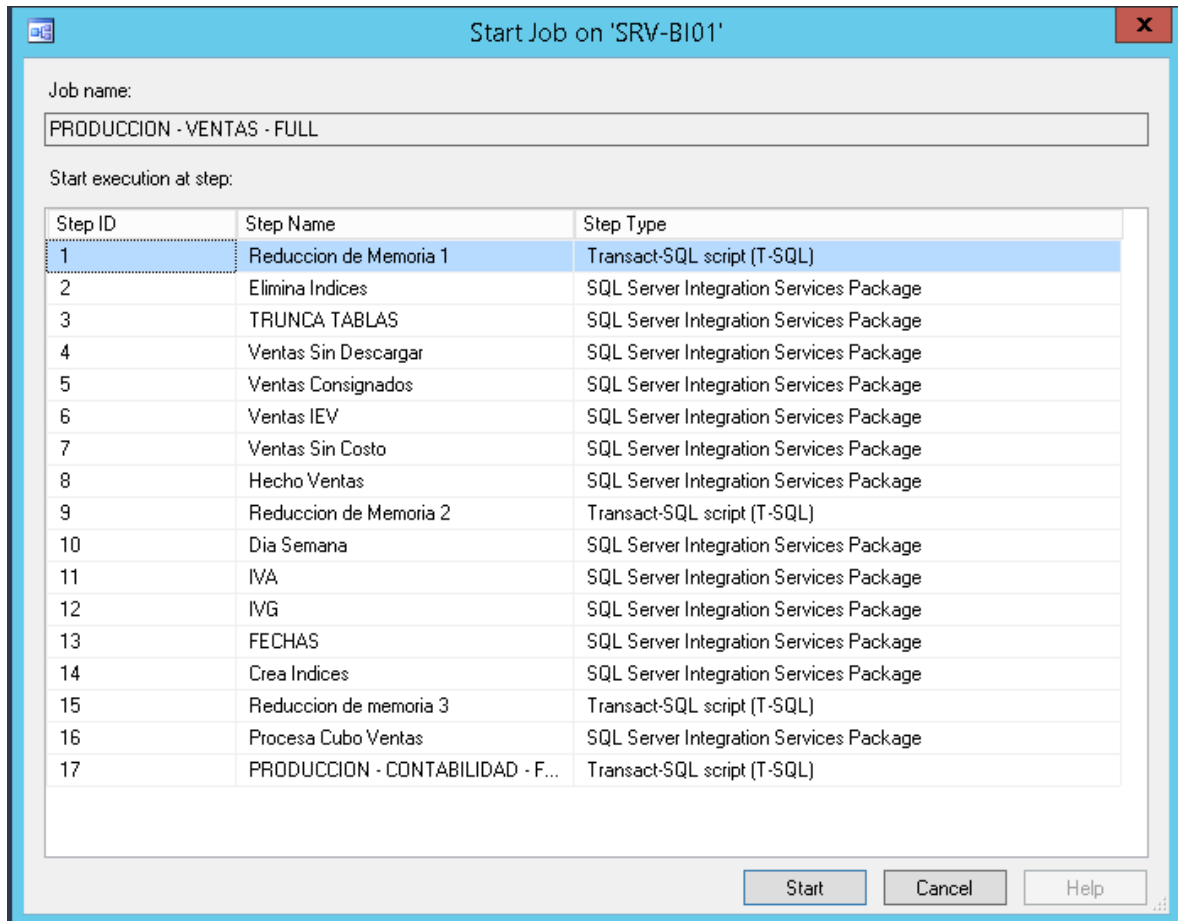 Start Job on 'SRV-BI01'
x
Job name:
PRODUCCION - VENTAS - FULL
Start execution at step:
Step ID Step Name Step Type
1 Reduccion de Memoria 1 Transact-SQL script (T-SQL)
2 Elimina Indices SQL Server Integration Services Package
3 TRUNCA TABLAS SQL Server Integration Services Package
4 Ventas Sin Descargar SQL Server Integration Services Package
5 Ventas Consignados SQL Server Integration Services Package
6 Ventas IEV SQL Server Integration Services Package
7 Ventas Sin Costo SQL Server Integration Services Package
8 Hecho Ventas SQL Server Integration Services Package
9 Reduccion de Memoria 2 Transact-SQL script (T-SQL)
10 Dia Semana SQL Server Integration Services Package
11 IVA SQL Server Integration Services Package
12 IVG SQL Server Integration Services Package
13 FECHAS SQL Server Integration Services Package
14 Crea Indices SQL Server Integration Services Package
15 Reduccion de memoria 3 Transact-SQL script (T-SQL)
16 Procesa Cubo Ventas SQL Server Integration Services Package
17 PRODUCCION - CONTABILIDAD - F... Transact-SQL script (T-SQL)
Start Cancel Help